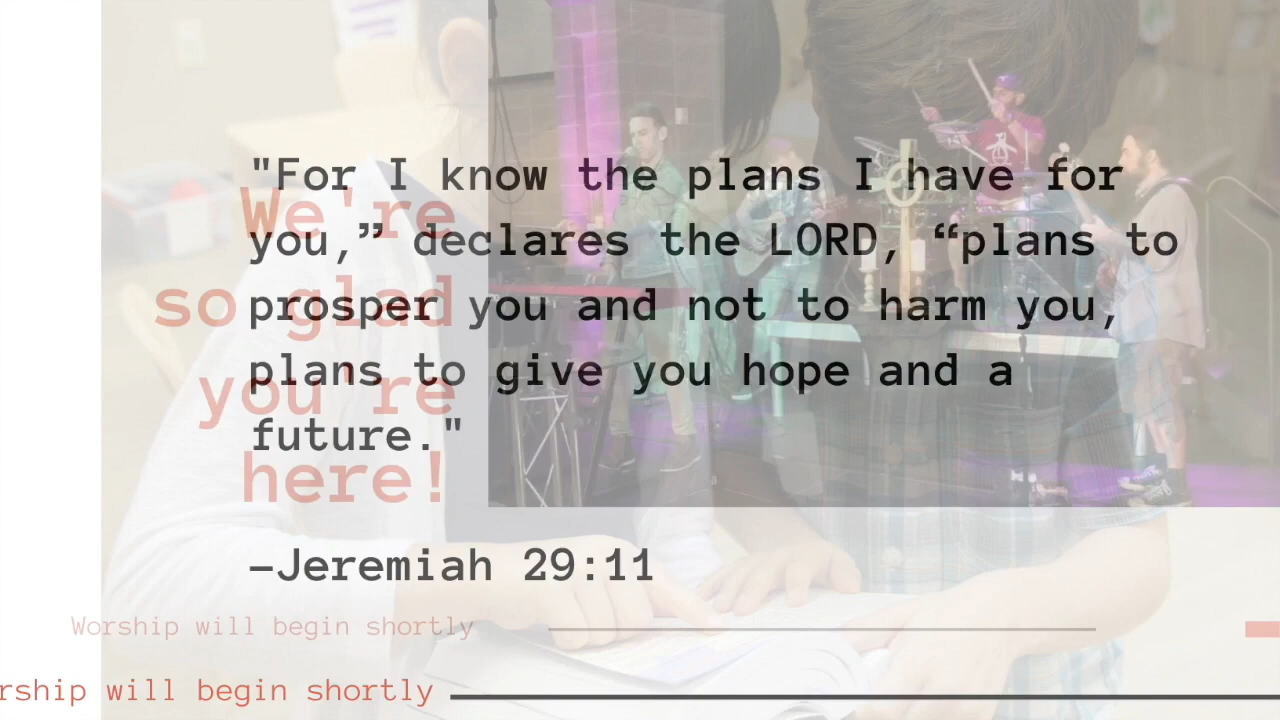 "For I know the plans I have for
you,” declares the LORD, “plans to
prosper you and not to harm you,
plans to give you hope and a
future."
–Jeremiah 29:11
We're
so glad
you're
here!
Worship will begin shortly
rship will begin shortly